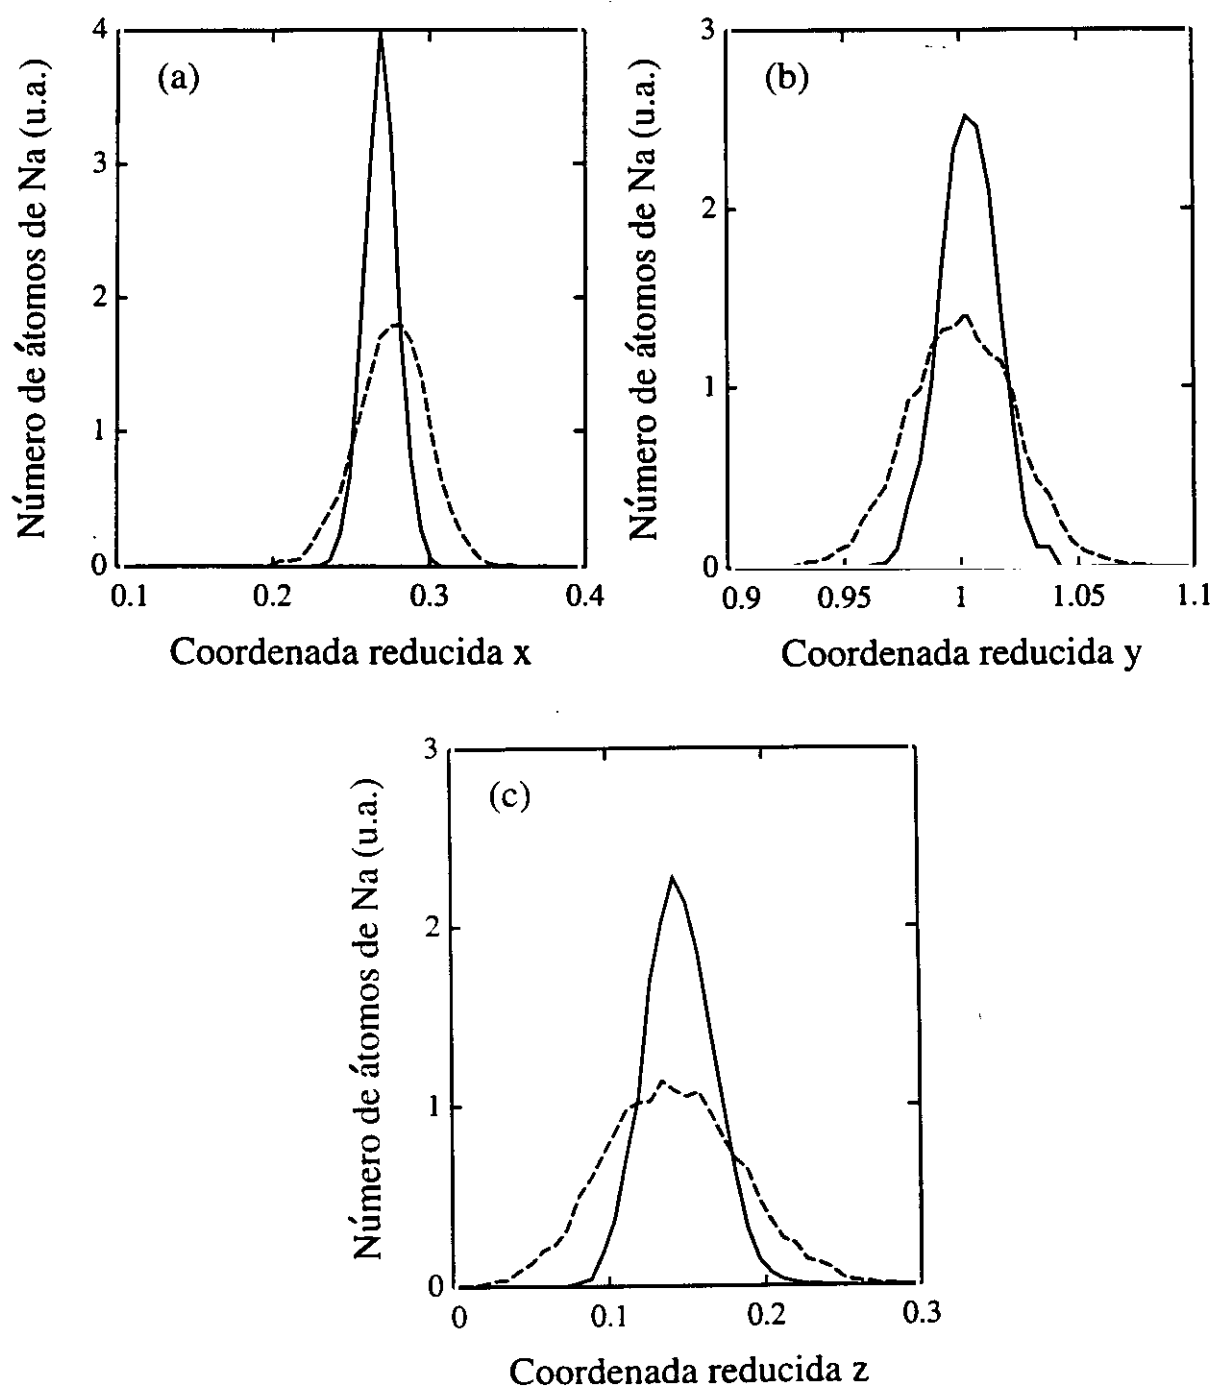 (a)
Número de átomos de Na (u.a.)
4
3
2
1
0
0.1 0.2 0.3 0.4
Coordenada reducida x
(b)
Número de átomos de Na (u.a.)
3
2
1
0
0.9 0.95 1 1.05 1.1
Coordenada reducida y
(c)
Número de átomos de Na (u.a.)
3
2
1
0
0 0.1 0.2 0.3
Coordenada reducida z